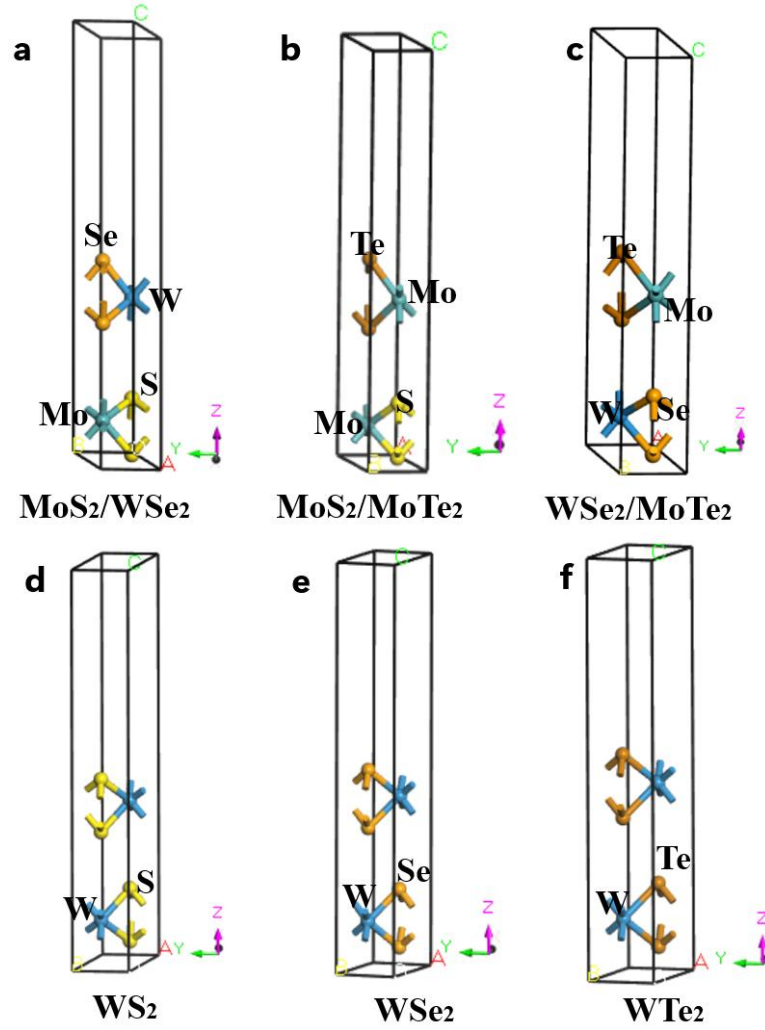 a
C
Se
W
S
Mo
B
A
Z
Y
MoS₂/WSe₂
b
C
Te
Mo
S
Mo
B
A
Z
Y
MoS₂/MoTe₂
c
C
Te
Mo
W
Se
B
A
Z
Y
WSe₂/MoTe₂
d
C
S
W
B
A
Z
Y
WS₂
e
C
Se
W
B
A
Z
Y
WSe₂
f
C
Te
W
B
A
Z
Y
WTe₂